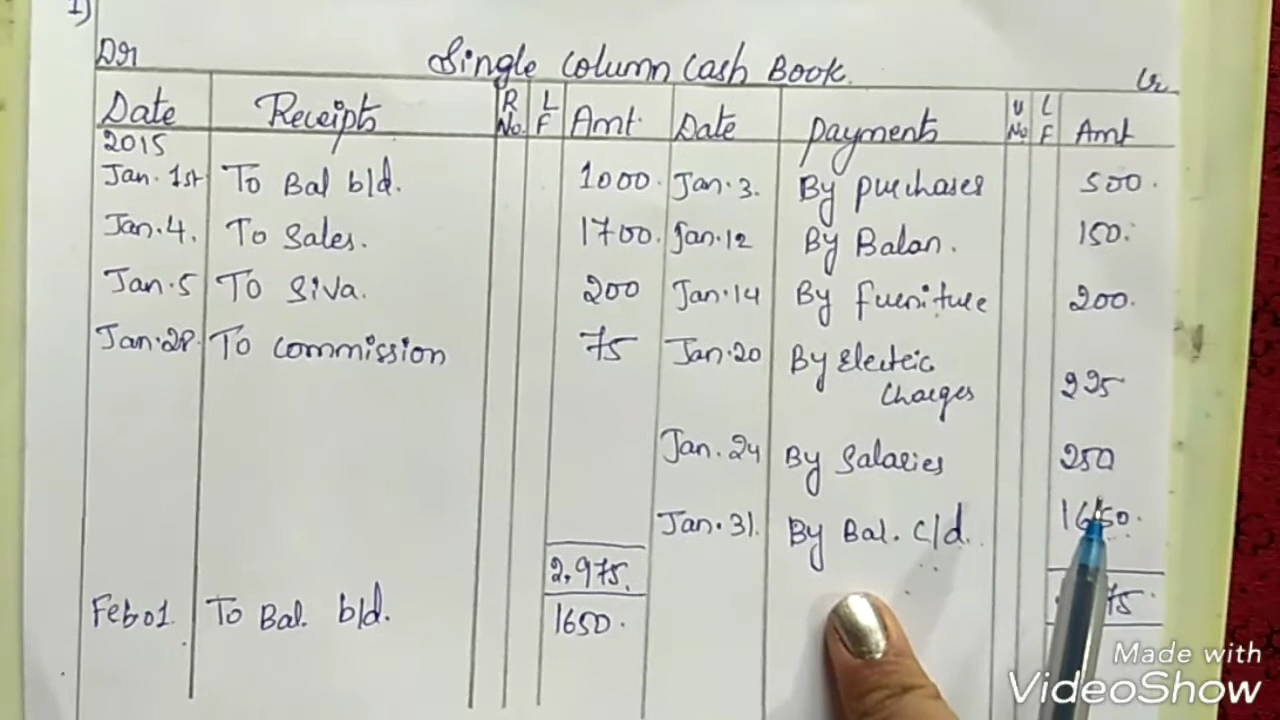 1)
Dr Single Column Cash Book. Cr
Date Receipts R No. L F Amt. Date Payments V No L F Amt
2015
Jan. 1st To Bal b/d. 1000. Jan. 3. By purchases 500.
Jan. 4. To Sales. 1700. Jan. 12 By Balan. 150.
Jan. 5 To Siva. 200 Jan. 14 By furniture 200.
Jan. 28. To commission 75 Jan. 20 By Electric
Charges 225
Jan. 24 By Salaries 250
Jan. 31. By Bal. c/d. 1650.
2,975. 75.
Feb 01. To Bal. b/d. 1650.
Made with
VideoShow